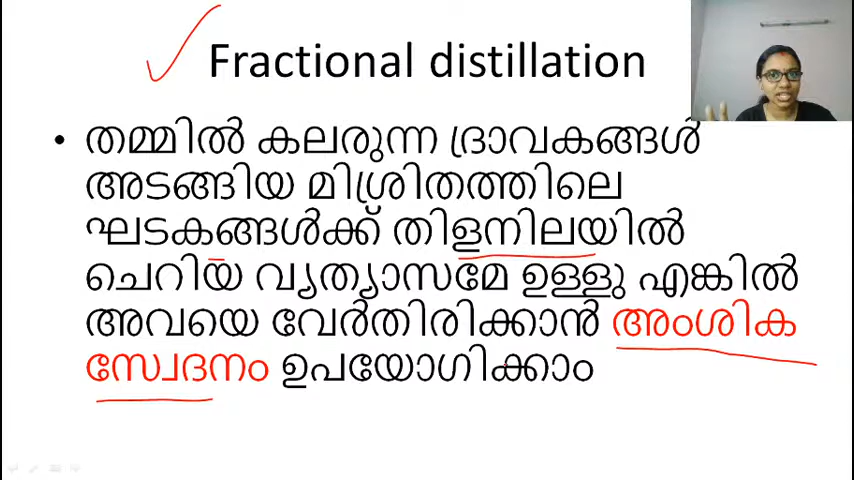 Fractional distillation
• തമ്മിൽ കലരുന്ന ദ്രാവകങ്ങൾ
അടങ്ങിയ മിശ്രിതത്തിലെ
ഘടകങ്ങൾക്ക് തിളനിലയിൽ
ചെറിയ വ്യത്യാസമേ ഉള്ളു എങ്കിൽ
അവയെ വേർതിരിക്കാൻ അംശിക
സ്വേദനം ഉപയോഗിക്കാം